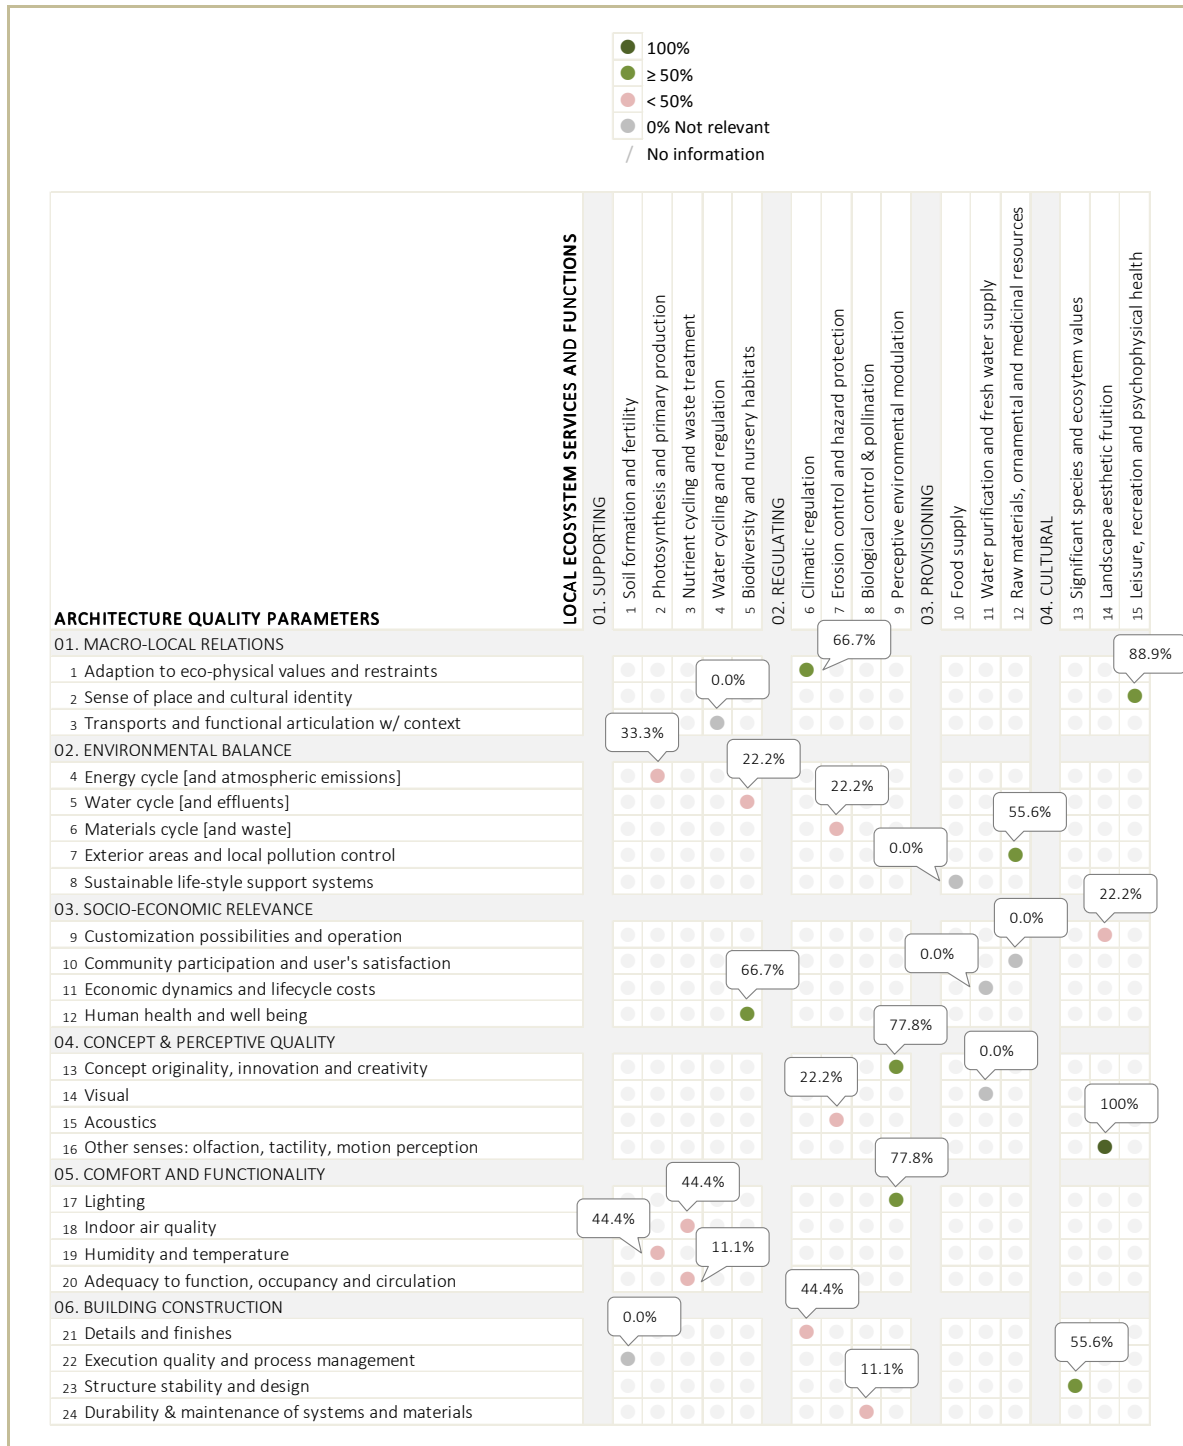 100%
≥ 50%
< 50%
0% Not relevant
/ No information
LOCAL ECOSYSTEM SERVICES AND FUNCTIONS
01. SUPPORTING
1 Soil formation and fertility
2 Photosynthesis and primary production
3 Nutrient cycling and waste treatment
4 Water cycling and regulation
5 Biodiversity and nursery habitats
02. REGULATING
6 Climatic regulation
7 Erosion control and hazard protection
8 Biological control & pollination
9 Perceptive environmental modulation
03. PROVISIONING
10 Food supply
11 Water purification and fresh water supply
12 Raw materials, ornamental and medicinal resources
04. CULTURAL
13 Significant species and ecosytem values
14 Landscape aesthetic fruition
15 Leisure, recreation and psychophysical health
ARCHITECTURE QUALITY PARAMETERS
01. MACRO-LOCAL RELATIONS
66.7%
1 Adaption to eco-physical values and restraints
88.9%
2 Sense of place and cultural identity
0.0%
3 Transports and functional articulation w/ context
33.3%
02. ENVIRONMENTAL BALANCE
4 Energy cycle [and atmospheric emissions]
22.2%
5 Water cycle [and effluents]
22.2%
6 Materials cycle [and waste]
55.6%
7 Exterior areas and local pollution control
0.0%
8 Sustainable life-style support systems
22.2%
03. SOCIO-ECONOMIC RELEVANCE
0.0%
9 Customization possibilities and operation
0.0%
10 Community participation and user's satisfaction
66.7%
11 Economic dynamics and lifecycle costs
12 Human health and well being
77.8%
04. CONCEPT & PERCEPTIVE QUALITY
0.0%
13 Concept originality, innovation and creativity
22.2%
14 Visual
100%
15 Acoustics
16 Other senses: olfaction, tactility, motion perception
77.8%
05. COMFORT AND FUNCTIONALITY
44.4%
17 Lighting
44.4%
18 Indoor air quality
11.1%
19 Humidity and temperature
20 Adequacy to function, occupancy and circulation
44.4%
06. BUILDING CONSTRUCTION
0.0%
21 Details and finishes
55.6%
22 Execution quality and process management
11.1%
23 Structure stability and design
24 Durability & maintenance of systems and materials